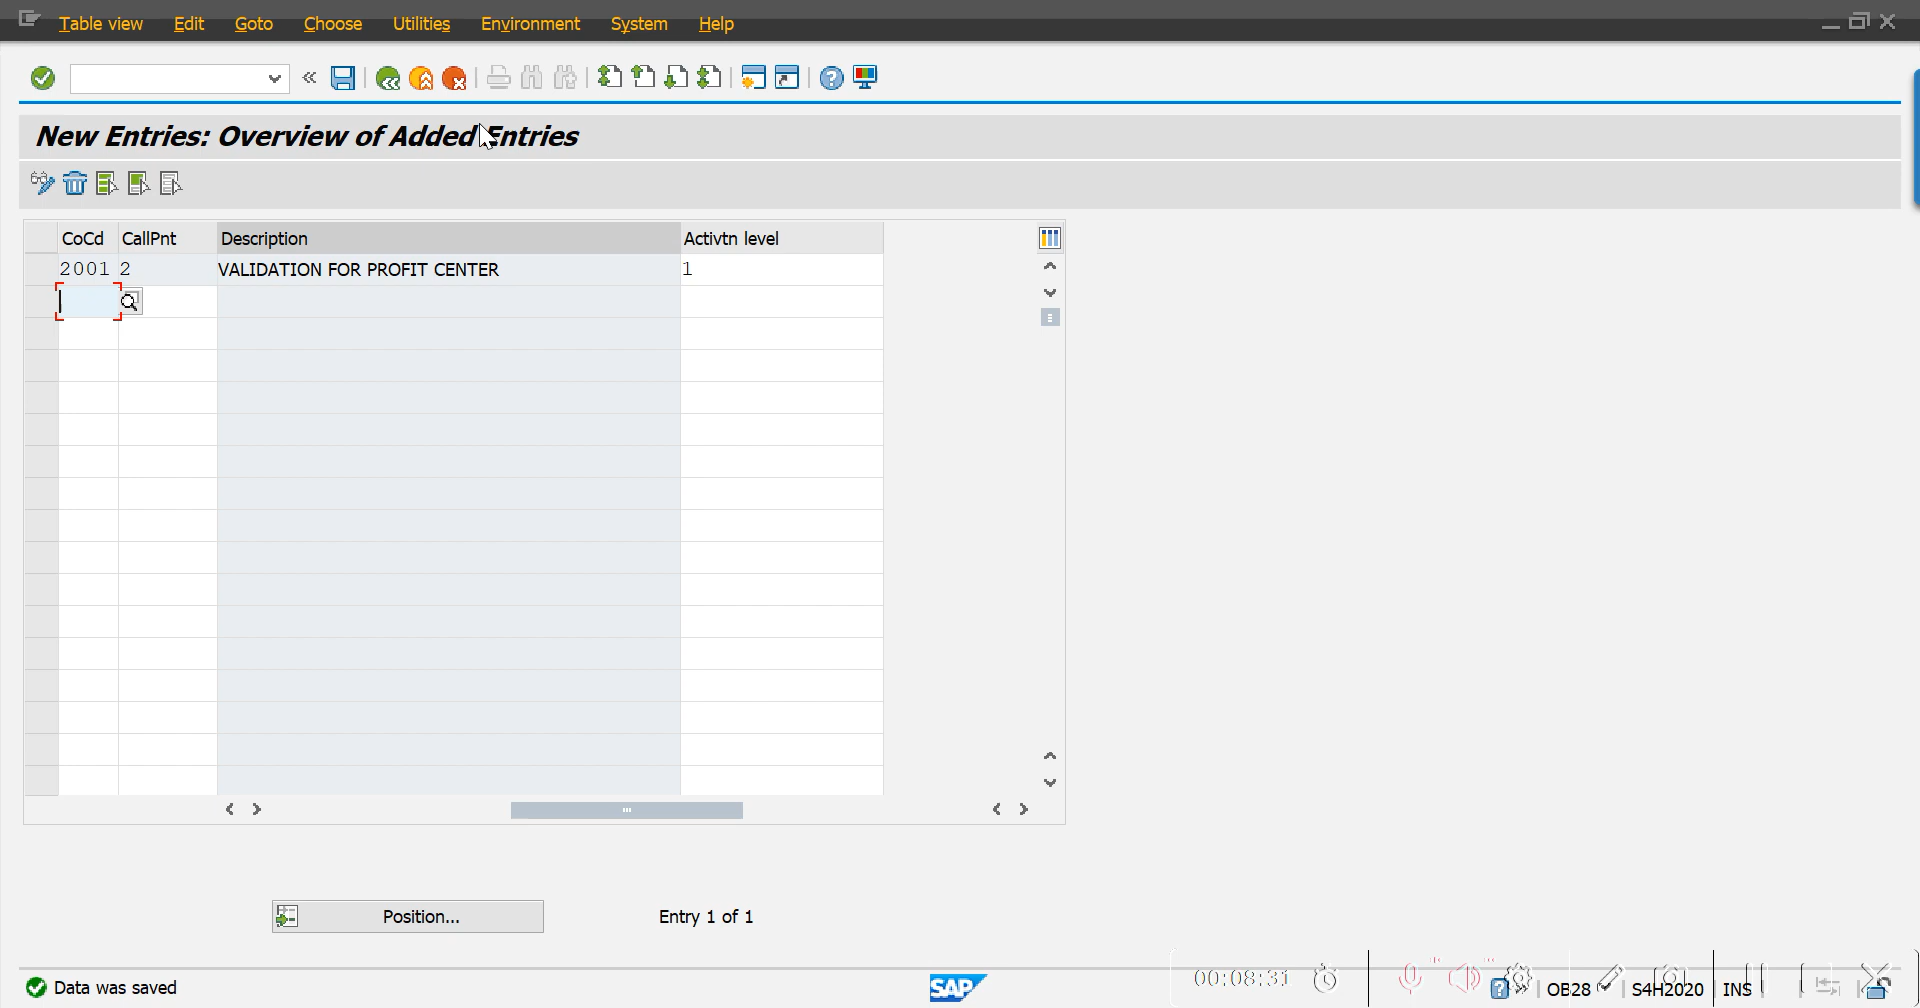 Table view Edit Goto Choose Utilities Environment System Help
New Entries: Overview of Added Entries
CoCd CallPnt Description Activtn level
2001 2 VALIDATION FOR PROFIT CENTER 1
Position... Entry 1 of 1
Data was saved SAP 00:08:31 OB28 S4H2020 INS